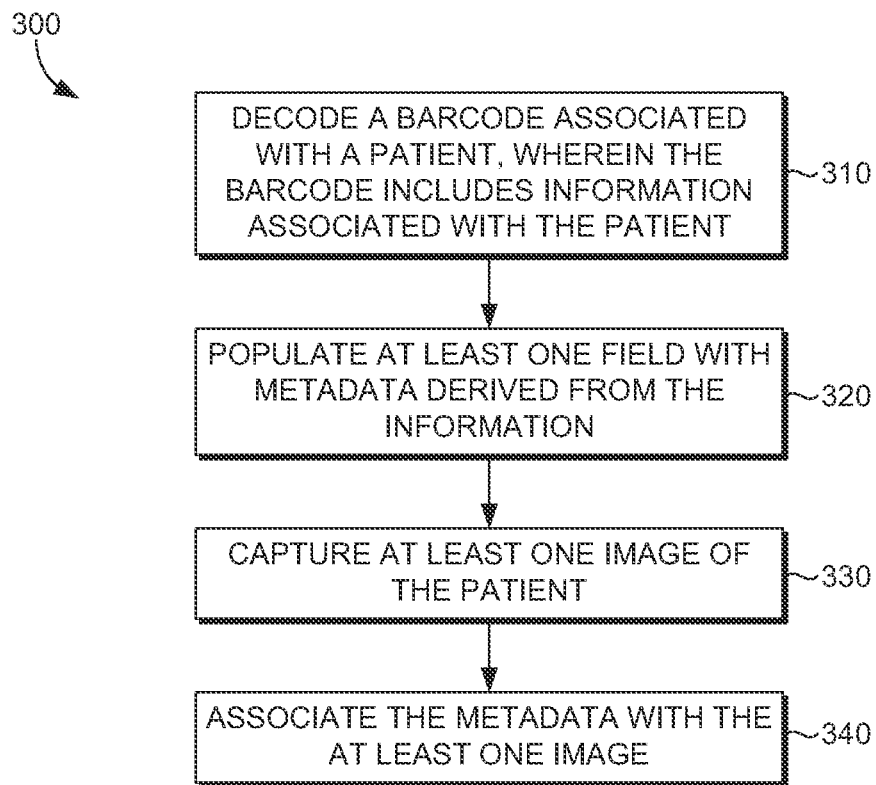 300
DECODE A BARCODE ASSOCIATED
WITH A PATIENT, WHEREIN THE
BARCODE INCLUDES INFORMATION
ASSOCIATED WITH THE PATIENT
310
POPULATE AT LEAST ONE FIELD WITH
METADATA DERIVED FROM THE
INFORMATION
320
CAPTURE AT LEAST ONE IMAGE OF
THE PATIENT
330
ASSOCIATE THE METADATA WITH THE
AT LEAST ONE IMAGE
340